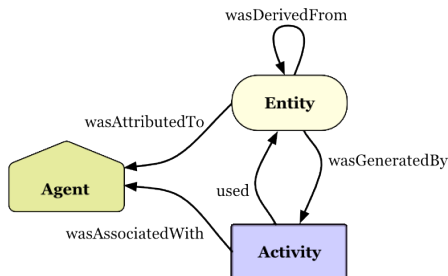 wasDerivedFrom
Entity
wasAttributedTo
wasGeneratedBy
Agent
used
wasAssociatedWith
Activity